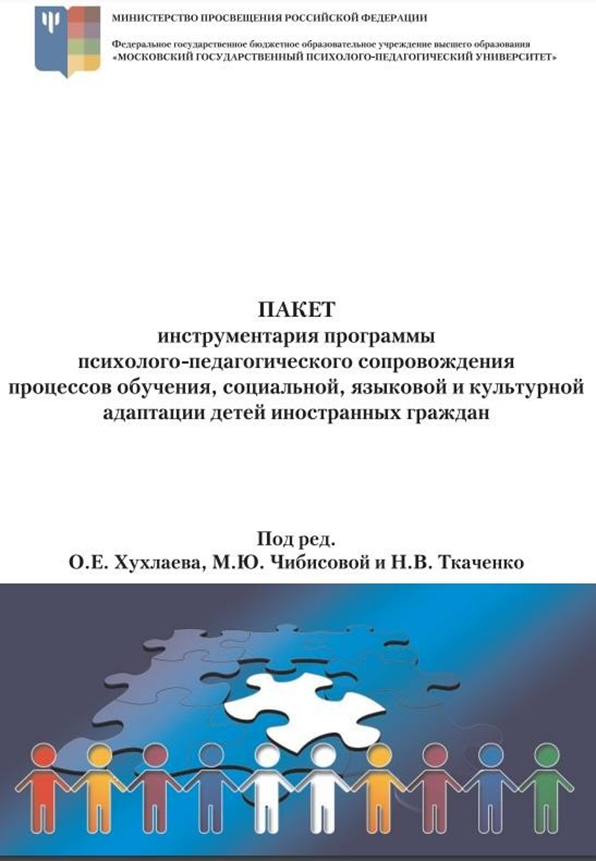 МИНИСТЕРСТВО ПРОСВЕЩЕНИЯ РОССИЙСКОЙ ФЕДЕРАЦИИ
Федеральное государственное бюджетное образовательное учреждение высшего образования
«МОСКОВСКИЙ ГОСУДАРСТВЕННЫЙ ПСИХОЛОГО-ПЕДАГОГИЧЕСКИЙ УНИВЕРСИТЕТ»
ПАКЕТ
инструментария программы
психолого-педагогического сопровождения
процессов обучения, социальной, языковой и культурной
адаптации детей иностранных граждан
Под ред.
О.Е. Хухлаева, М.Ю. Чибисовой и Н.В. Ткаченко